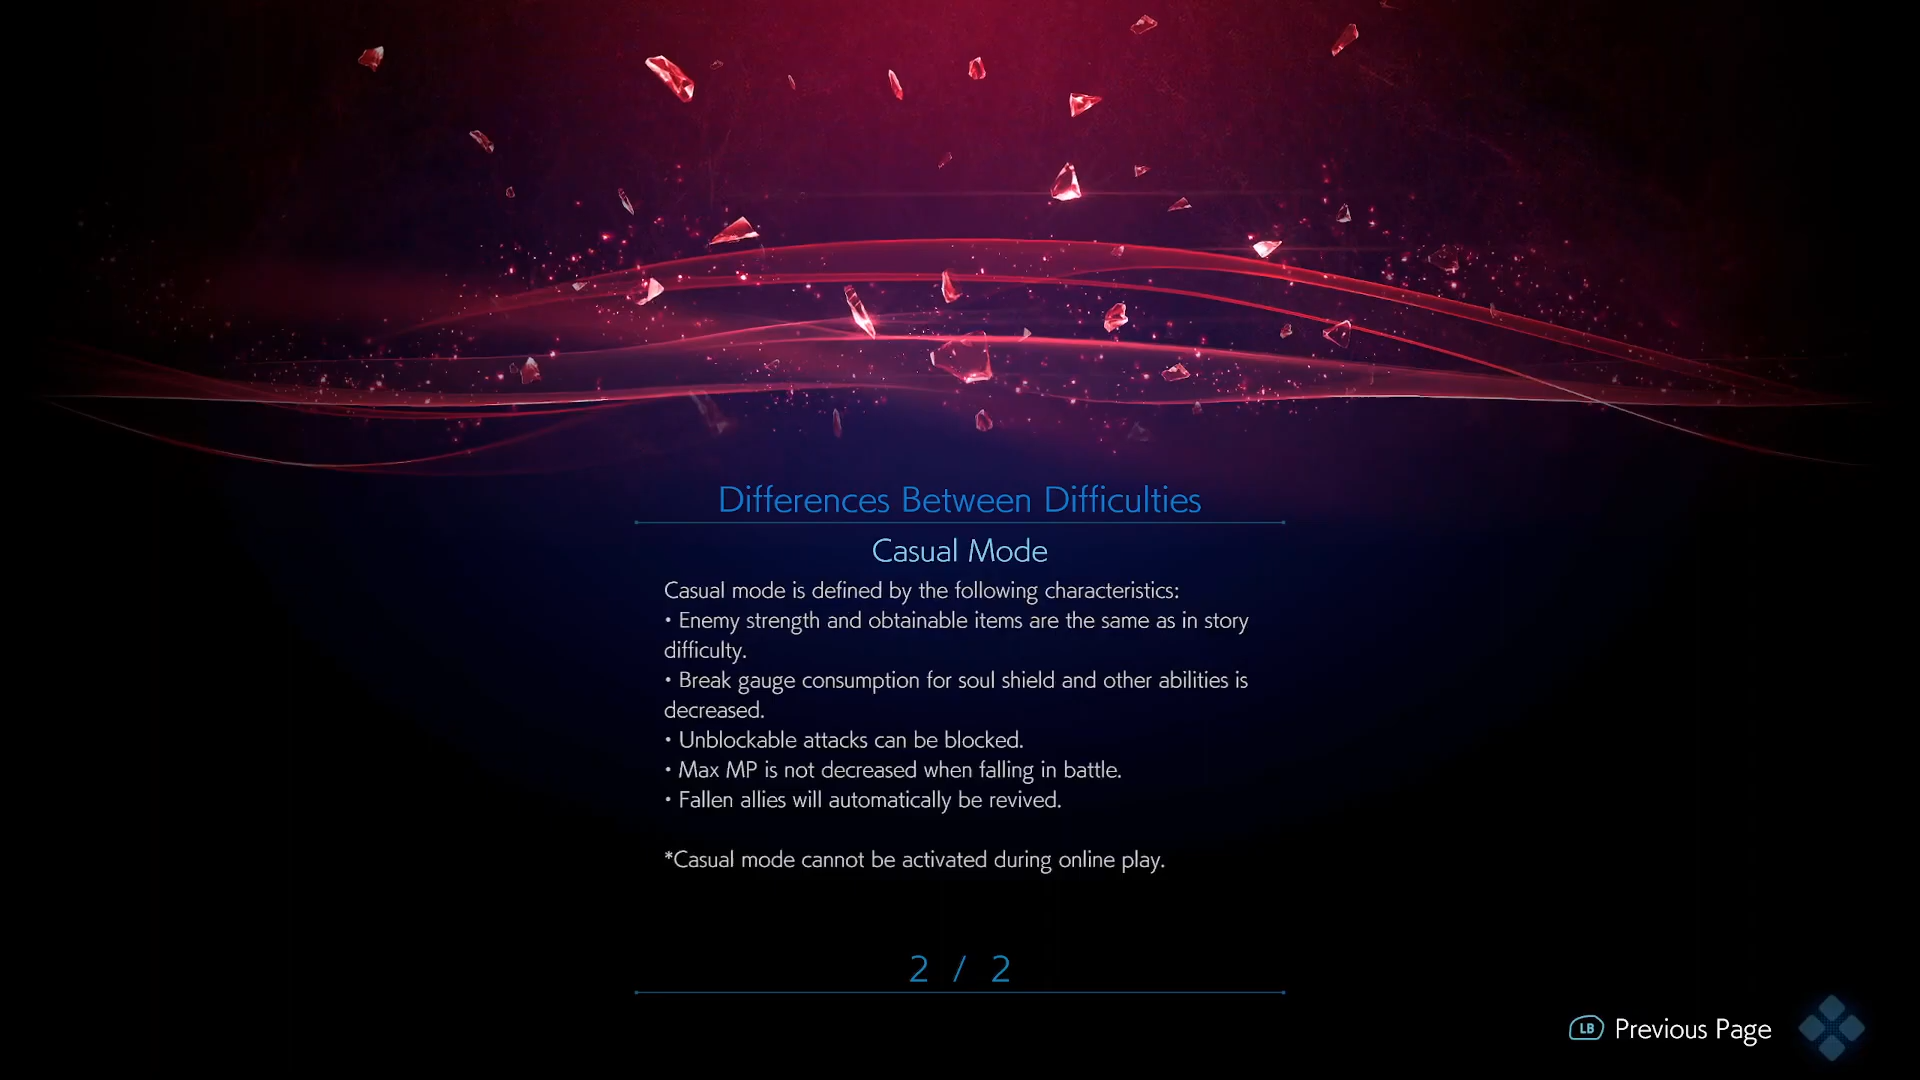 Differences Between Difficulties
Casual Mode
Casual mode is defined by the following characteristics:
• Enemy strength and obtainable items are the same as in story
difficulty.
• Break gauge consumption for soul shield and other abilities is
decreased.
• Unblockable attacks can be blocked.
• Max MP is not decreased when falling in battle.
• Fallen allies will automatically be revived.
*Casual mode cannot be activated during online play.
2 / 2
LB Previous Page